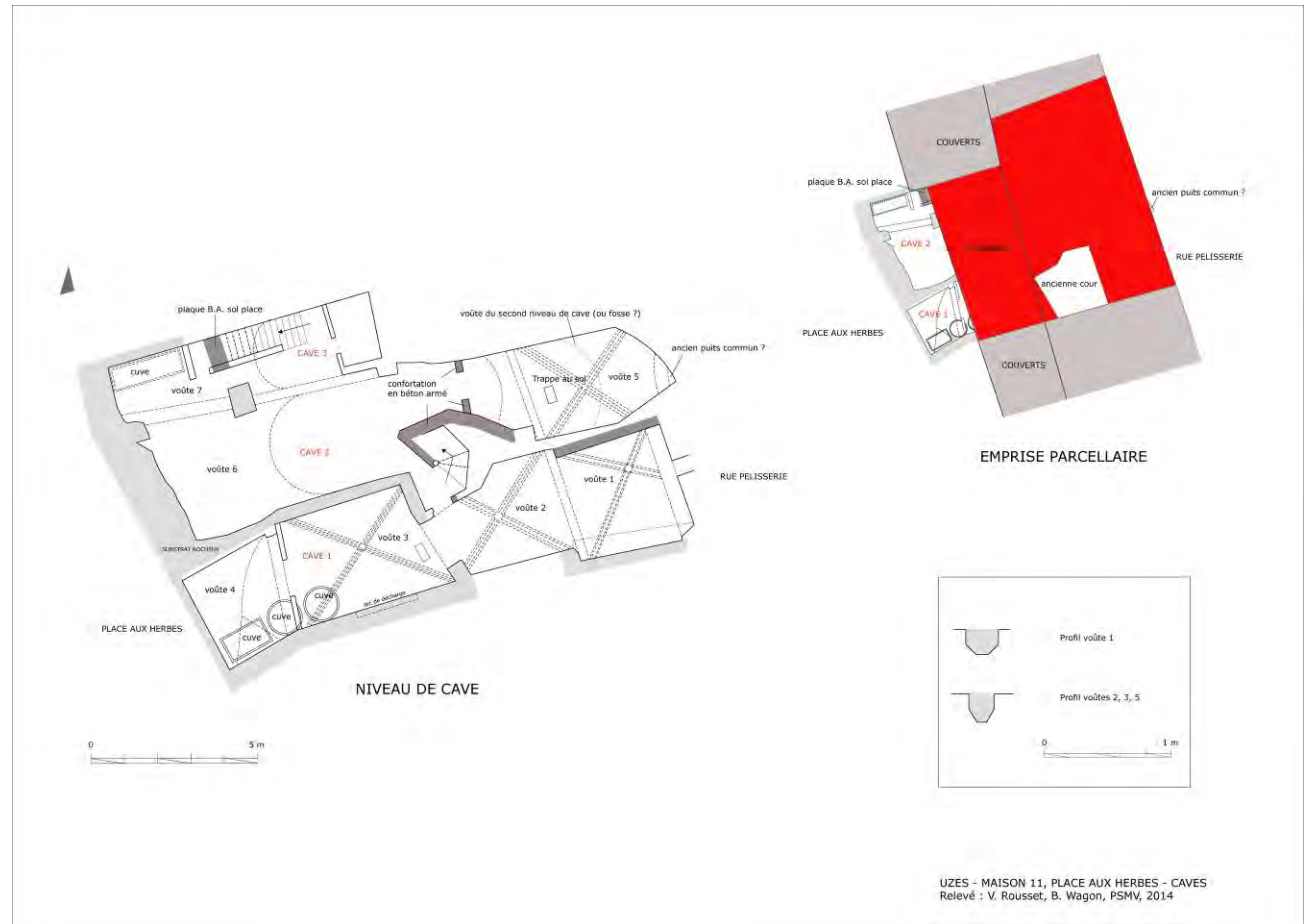 COUVERTS
plaque B.A. sol place
ancien puits commun ?
CAVE 2
RUE PELISSERIE
ancienne cour
CAVE 1
PLACE AUX HERBES
COUVERTS
EMPRISE PARCELLAIRE
plaque B.A. sol place
voûte du second niveau de cave (ou fosse ?)
ancien puits commun ?
CAVE 3
cuve
voûte 7
confortation
en béton armé
Trappe au sol
voûte 5
CAVE 2
voûte 6
RUE PELISSERIE
voûte 1
voûte 2
voûte 3
SUBSTRAT ROCHEUX
CAVE 1
voûte 4
cuve
cuve
cuve
arc de décharge
PLACE AUX HERBES
NIVEAU DE CAVE
0 5 m
Profil voûte 1
Profil voûtes 2, 3, 5
0 1 m
UZES - MAISON 11, PLACE AUX HERBES - CAVES
Relevé : V. Rousset, B. Wagon, PSMV, 2014